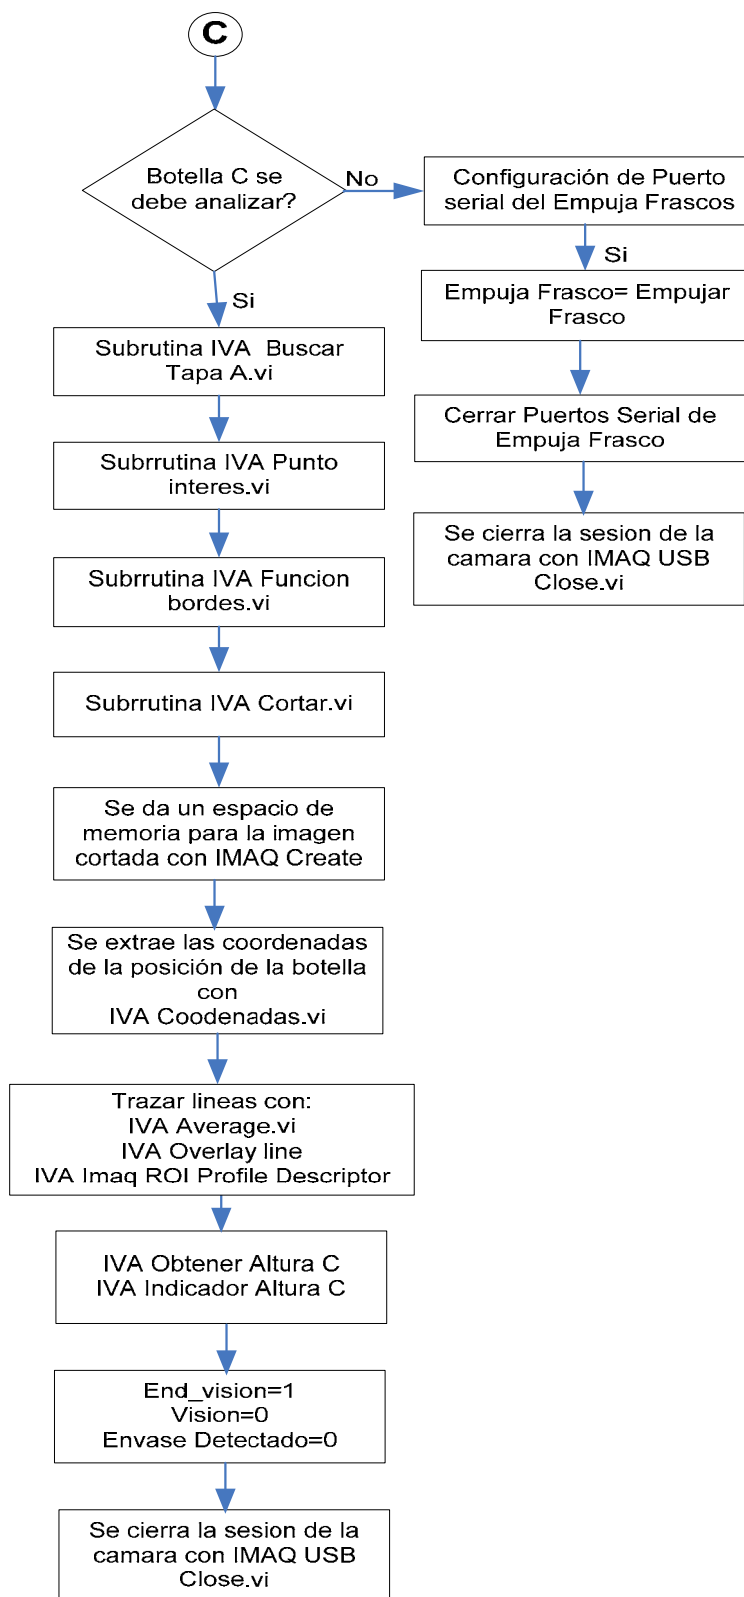 C
Botella C se
debe analizar?
No
Configuración de Puerto
serial del Empuja Frascos
Si
Empuja Frasco= Empujar
Frasco
Cerrar Puertos Serial de
Empuja Frasco
Se cierra la sesion de la
camara con IMAQ USB
Close.vi
Si
Subrutina IVA  Buscar
Tapa A.vi
Subrrutina IVA Punto
interes.vi
Subrrutina IVA Funcion
bordes.vi
Subrrutina IVA Cortar.vi
Se da un espacio de
memoria para la imagen
cortada con IMAQ Create
Se extrae las coordenadas
de la posición de la botella
con
IVA Coodenadas.vi
Trazar lineas con:
IVA Average.vi
IVA Overlay line
IVA Imaq ROI Profile Descriptor
IVA Obtener Altura C
IVA Indicador Altura C
End_vision=1
Vision=0
Envase Detectado=0
Se cierra la sesion de la
camara con IMAQ USB
Close.vi